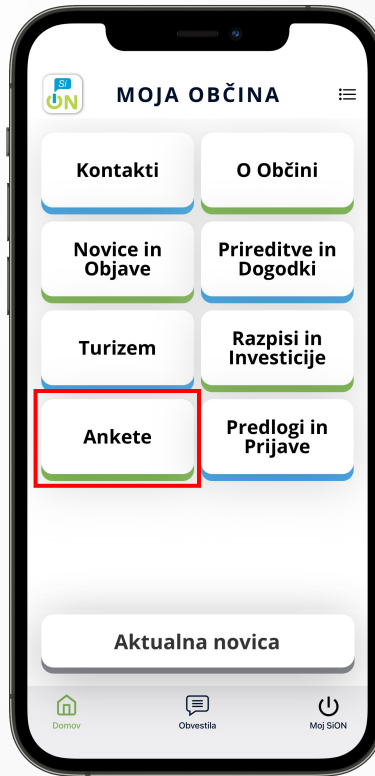 Si
ON
MOJA OBČINA
Kontakti
O Občini
Novice in
Objave
Prireditve in
Dogodki
Turizem
Razpisi in
Investicije
Ankete
Predlogi in
Prijave
Aktualna novica
Domov
Obvestila
Moj SiON